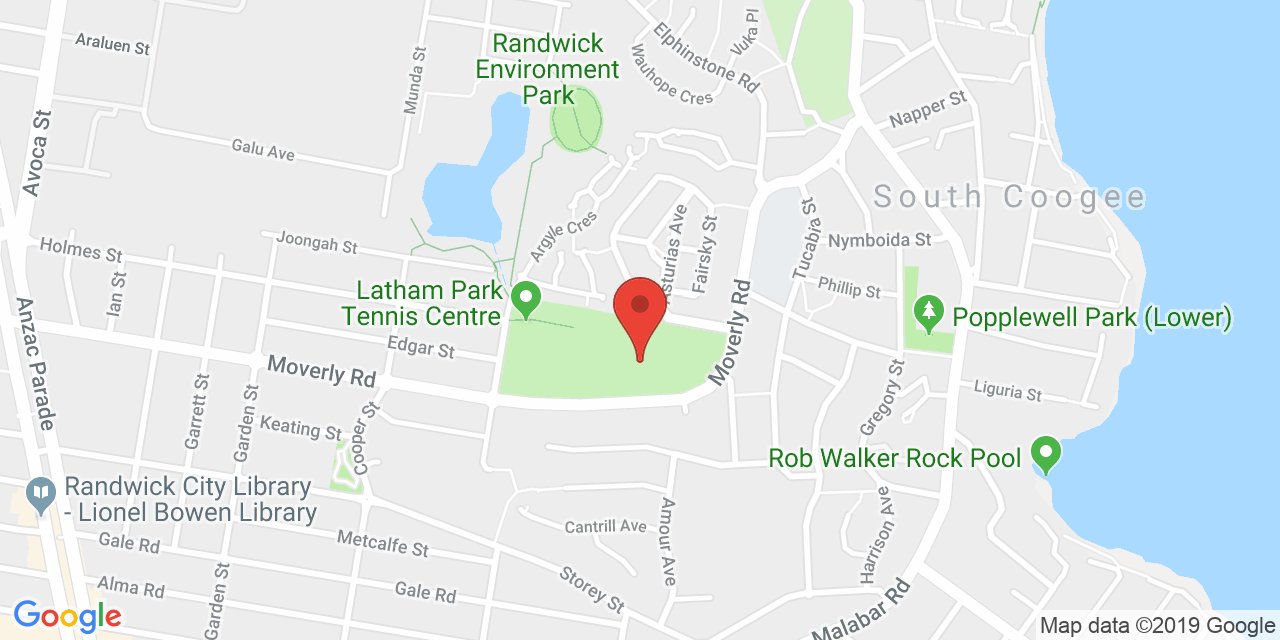 Araluen St
Avoca St
Munda St
Galu Ave
Randwick
Environment
Park
Elphinstone Rd
Wauhope Cres
Vuka Pl
Napper St
South Coogee
Holmes St
Joongah St
Ian St
Argyle Cres
Asturias Ave
Fairsky St
Tucabia St
Nymboida St
Phillip St
Latham Park
Tennis Centre
Popplewell Park (Lower)
Anzac Parade
Moverly Rd
Edgar St
Moverly Rd
Garrett St
Garden St
Keating St
Cooper St
Gregory St
Liguria St
Rob Walker Rock Pool
Randwick City Library
- Lionel Bowen Library
Gale Rd
Metcalfe St
Cantrill Ave
Amour Ave
Harrison Ave
Alma Rd
Garden St
Gale Rd
Storey St
Malabar Rd
Google
Map data ©2019 Google